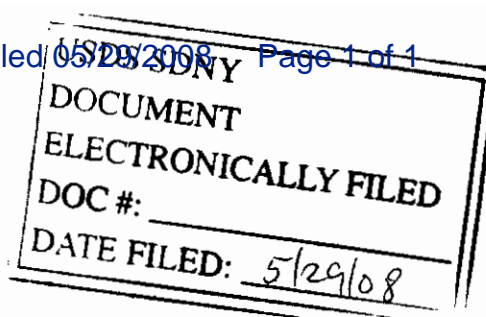 led 05/29/2008 Page 1 of 1
USDS SDNY
DOCUMENT
ELECTRONICALLY FILED
DOC #:
DATE FILED: 5/29/08